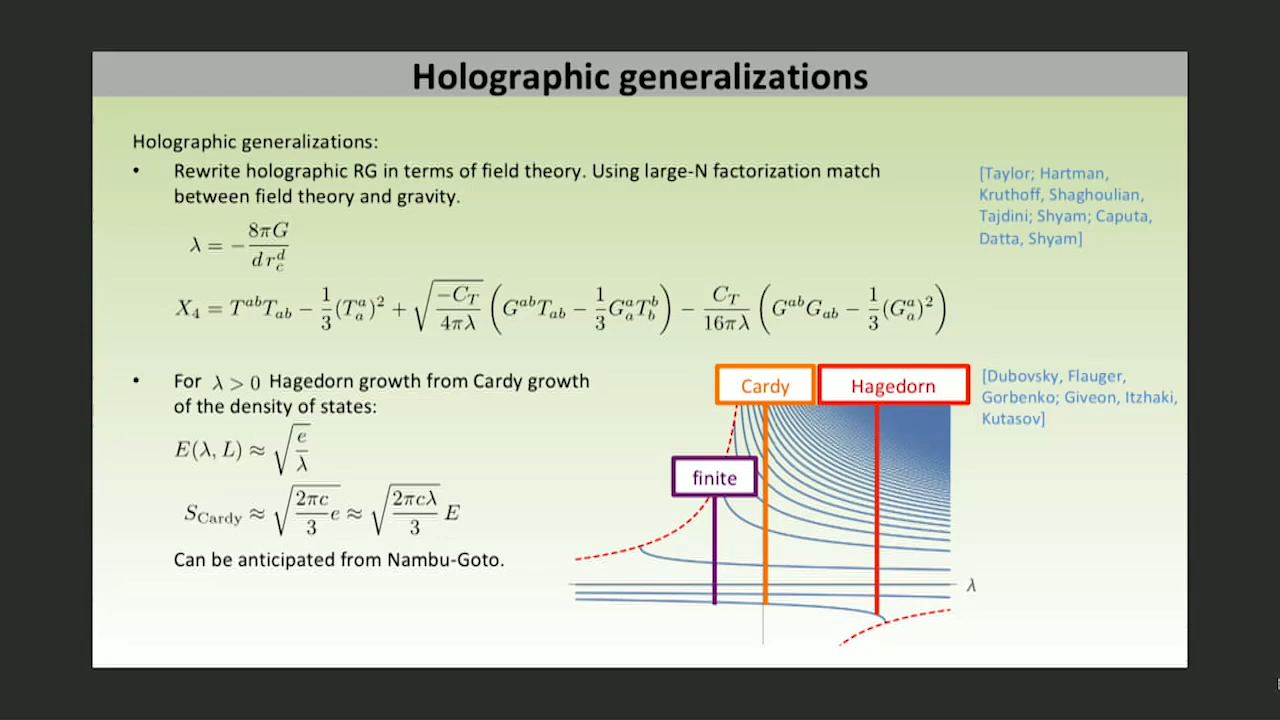 Holographic generalizations
Holographic generalizations:
• Rewrite holographic RG in terms of field theory. Using large-N factorization match
between field theory and gravity.
[Taylor; Hartman,
Kruthoff, Shaghoulian,
Tajdini; Shyam; Caputa,
Datta, Shyam]
λ = − 8πG / d r_c^d
X₄ = T^{ab}T_{ab} − 1/3 (T^a_a)² + √(−C_T / 4πλ) (G^{ab}T_{ab} − 1/3 G^a_a T^b_b) − C_T / 16πλ (G^{ab}G_{ab} − 1/3 (G^a_a)²)
• For λ > 0 Hagedorn growth from Cardy growth
of the density of states:
E(λ, L) ≈ √(e / λ)
S_Cardy ≈ √(2πc / 3 e) ≈ √(2πcλ / 3) E
Can be anticipated from Nambu-Goto.
Cardy
Hagedorn
finite
λ
[Dubovsky, Flauger,
Gorbenko; Giveon, Itzhaki,
Kutasov]